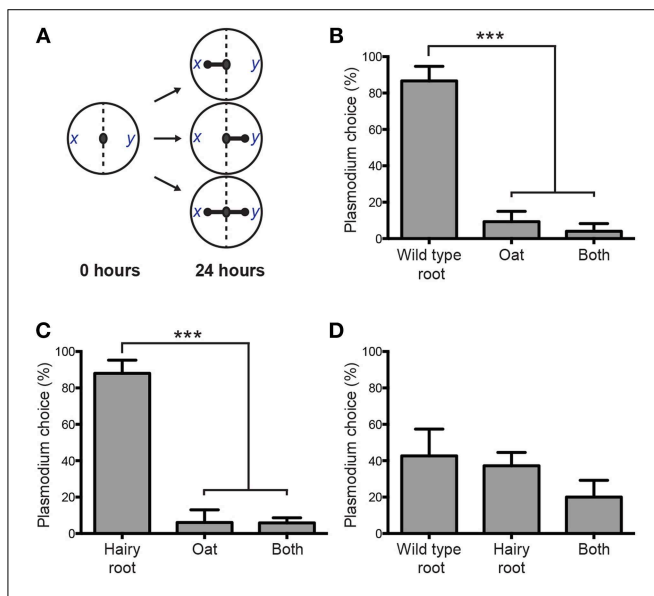 A
x
y
x
y
x
y
x
y
0 hours
24 hours
B
***
Plasmodium choice (%)
100
80
60
40
20
0
Wild type
root
Oat
Both
C
***
Plasmodium choice (%)
100
80
60
40
20
0
Hairy
root
Oat
Both
D
Plasmodium choice (%)
100
80
60
40
20
0
Wild type
root
Hairy
root
Both